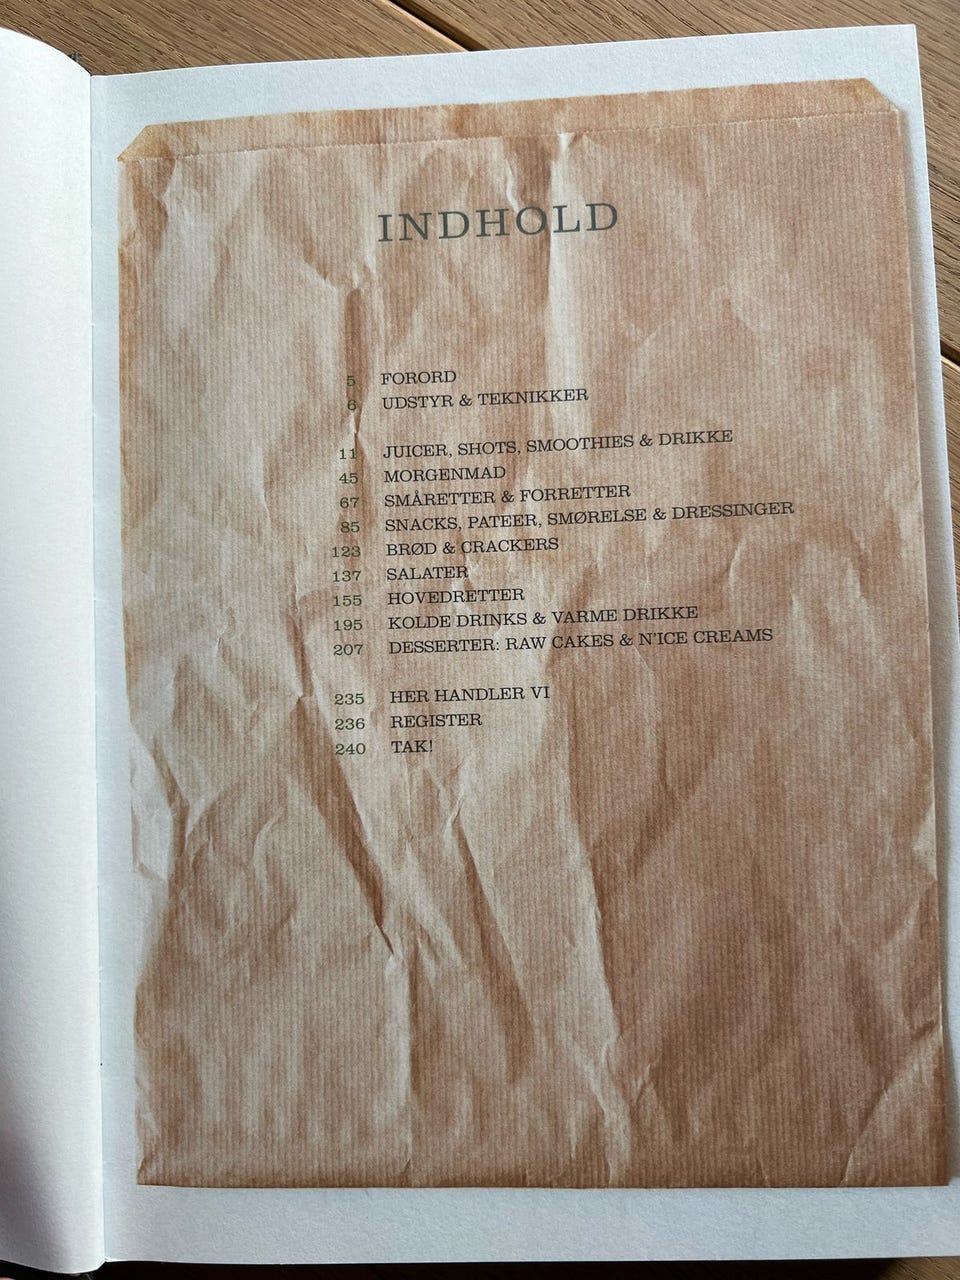 INDHOLD
5 FORORD
6 UDSTYR & TEKNIKKER
11 JUICER, SHOTS, SMOOTHIES & DRIKKE
45 MORGENMAD
67 SMÅRETTER & FORRETTER
85 SNACKS, PATEER, SMØRELSE & DRESSINGER
123 BRØD & CRACKERS
137 SALATER
155 HOVEDRETTER
195 KOLDE DRINKS & VARME DRIKKE
207 DESSERTER: RAW CAKES & N'ICE CREAMS
235 HER HANDLER VI
236 REGISTER
240 TAK!